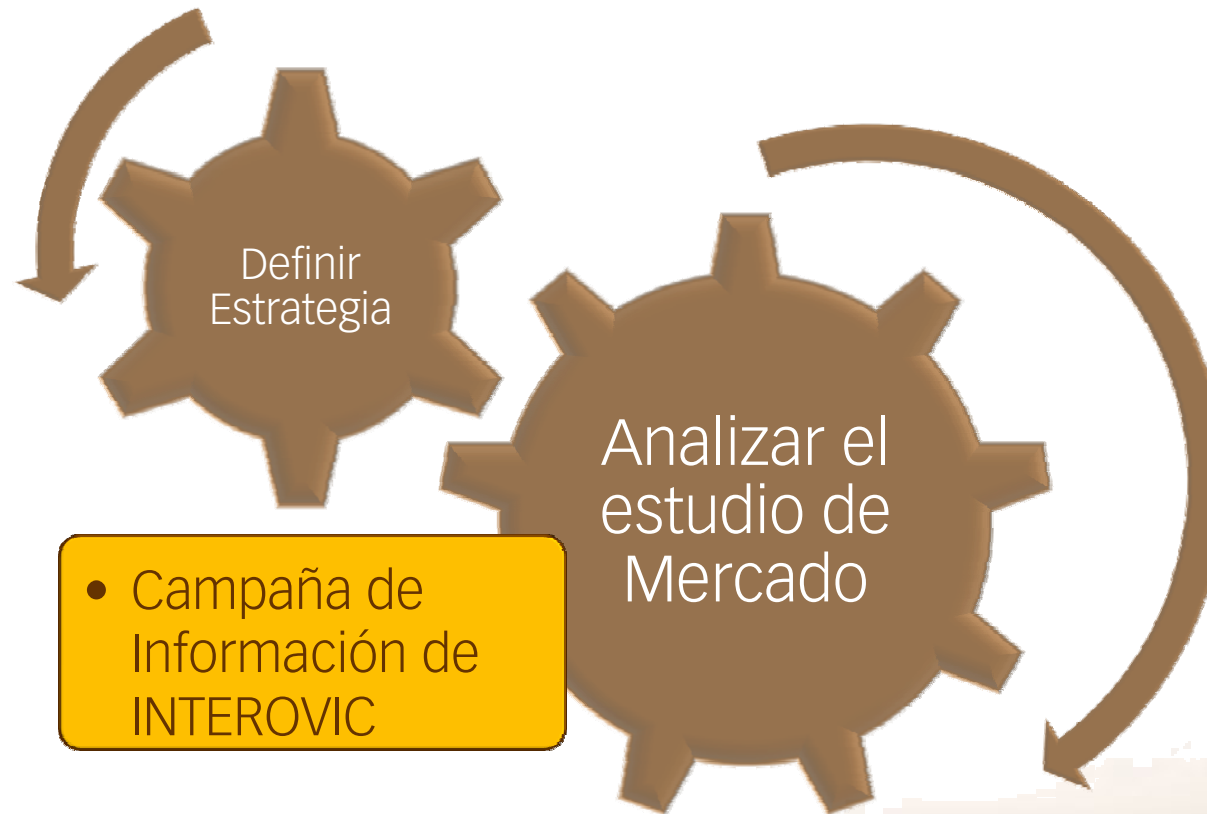 Definir
Estrategia
Analizar el
estudio de
Mercado
• Campaña de
Información de
INTEROVIC